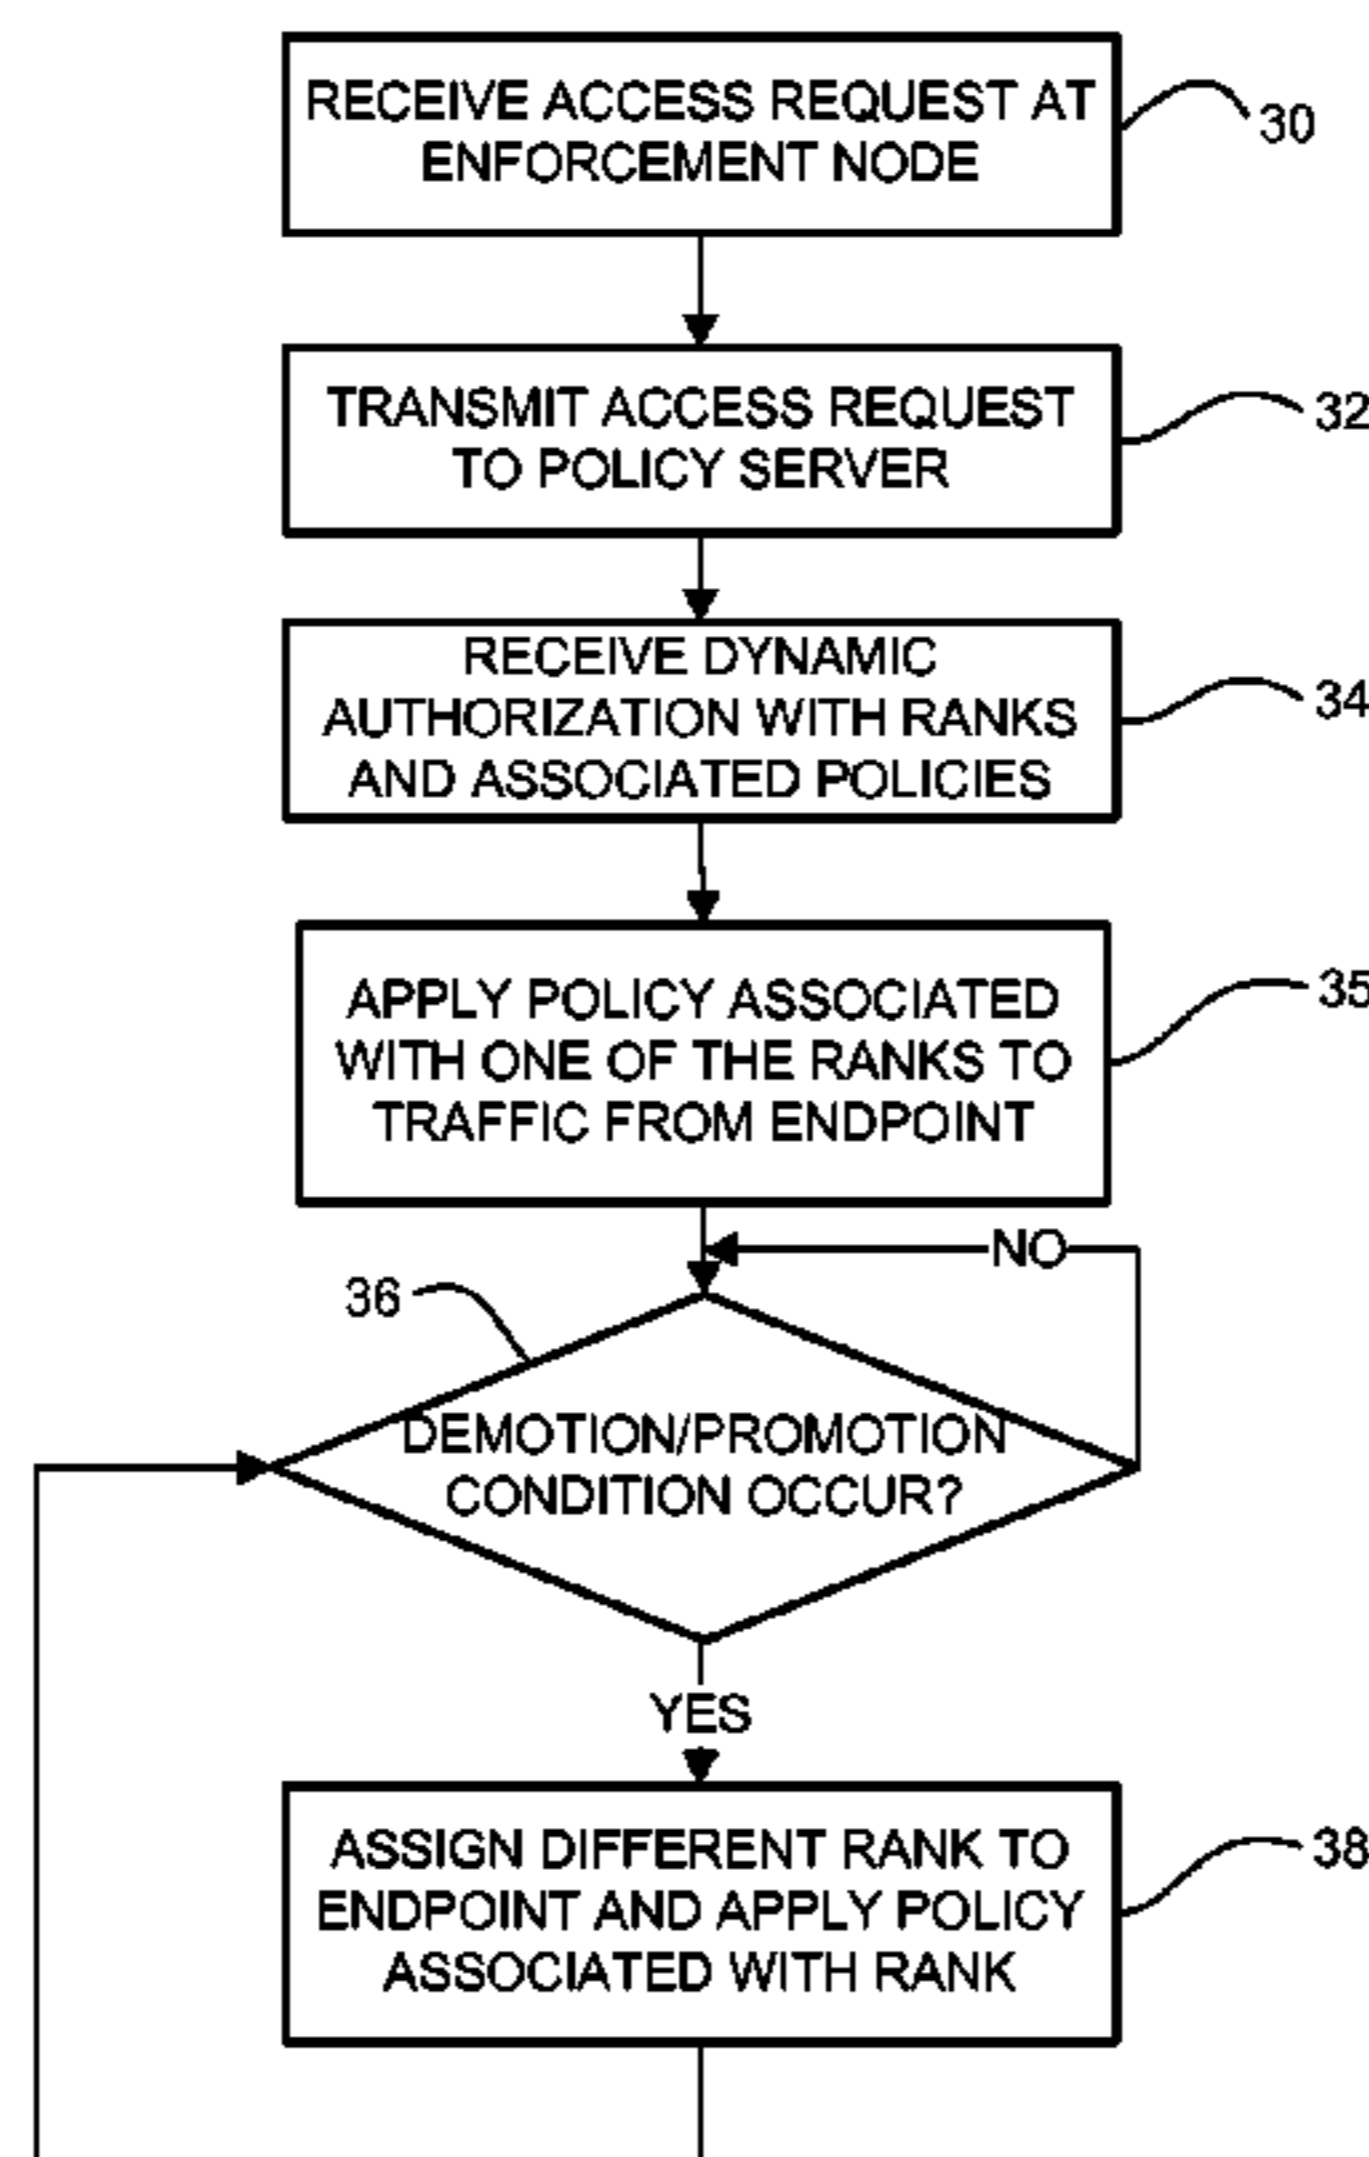 RECEIVE ACCESS REQUEST AT
ENFORCEMENT NODE
30
TRANSMIT ACCESS REQUEST
TO POLICY SERVER
32
RECEIVE DYNAMIC
AUTHORIZATION WITH RANKS
AND ASSOCIATED POLICIES
34
APPLY POLICY ASSOCIATED
WITH ONE OF THE RANKS TO
TRAFFIC FROM ENDPOINT
35
NO
36
DEMOTION/PROMOTION
CONDITION OCCUR?
YES
ASSIGN DIFFERENT RANK TO
ENDPOINT AND APPLY POLICY
ASSOCIATED WITH RANK
38